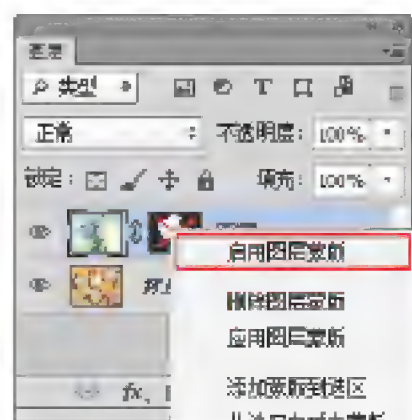 图层
类型
T
正常 不透明度: 100%
锁定: 填充: 100%
启用图层蒙版
删除图层蒙版
应用图层蒙版
fx. 添加蒙版到选区